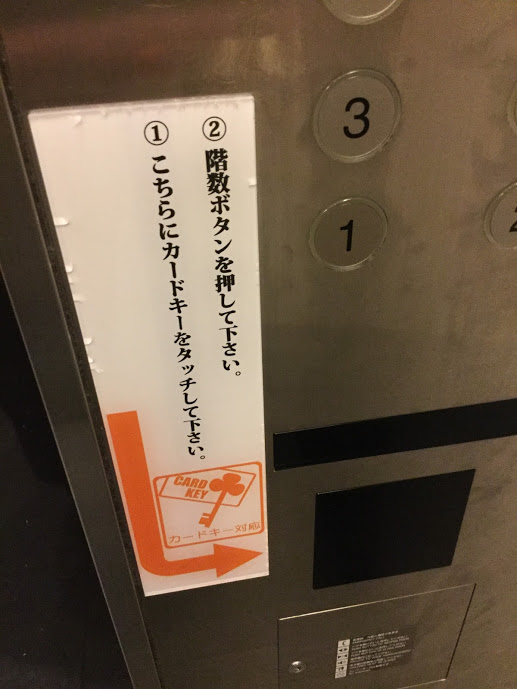 ② 階数ボタンを押して下さい。
① こちらにカードキーをタッチして下さい。
CARD
KEY
カードキー対応
3
1